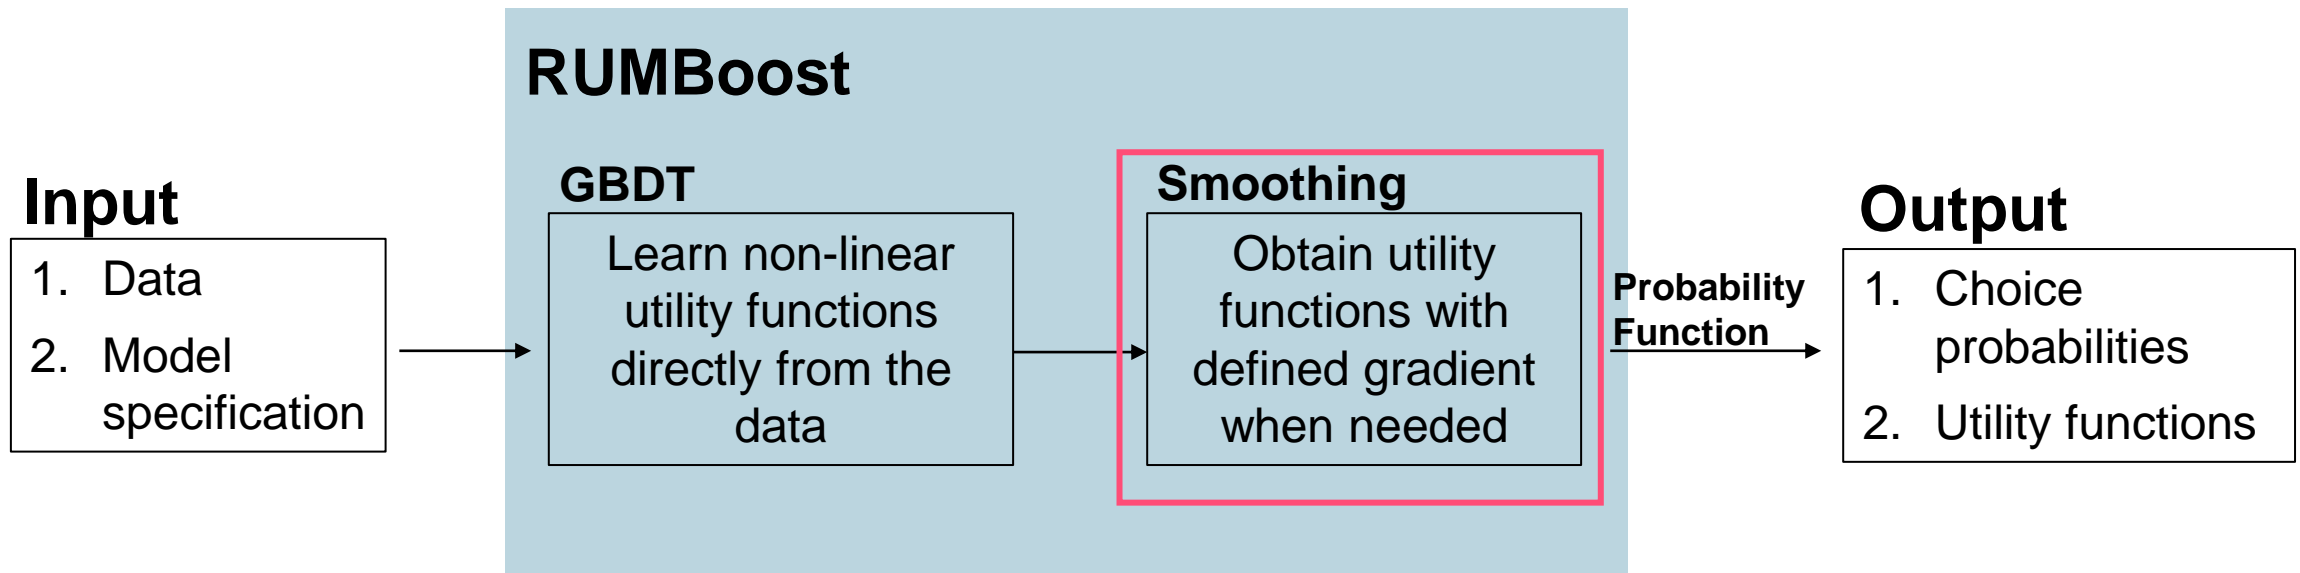 RUMBoost
Input
1. Data
2. Model
specification
GBDT
Learn non-linear
utility functions
directly from the
data
Smoothing
Obtain utility
functions with
defined gradient
when needed
Probability
Function
Output
1. Choice
probabilities
2. Utility functions